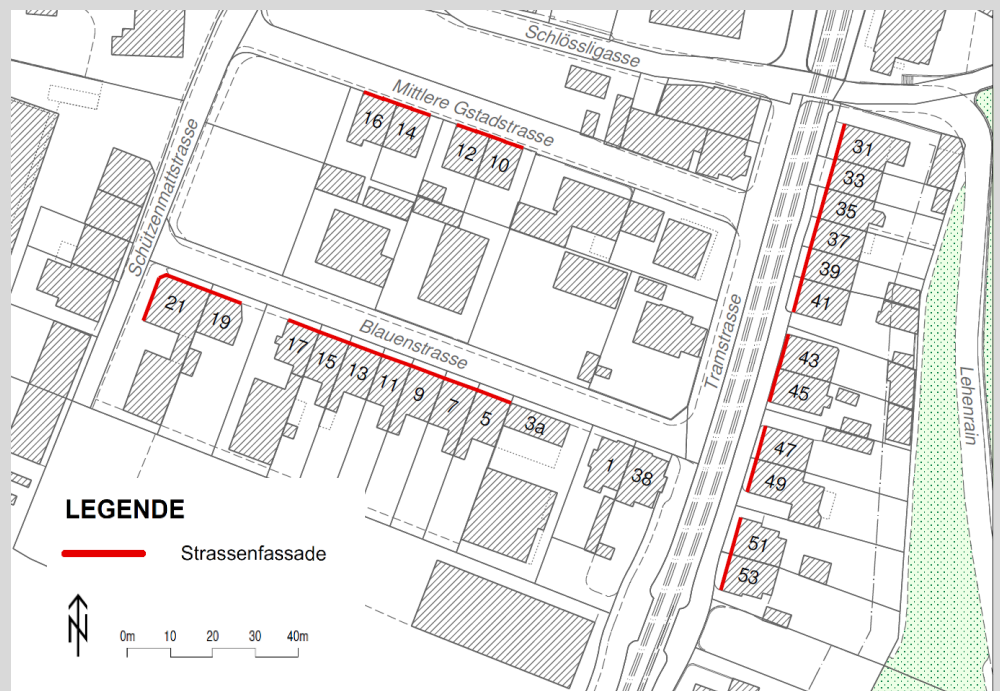 Schlössligasse
Mittlere Gstadstrasse
16
14
12
10
31
33
35
37
39
41
Schützenmattstrasse
21
19
Blauenstrasse
17
15
13
11
9
7
5
3a
1
38
Tramstrasse
43
45
47
49
51
53
Lehenrain
LEGENDE
Strassenfassade
N
0m 10 20 30 40m